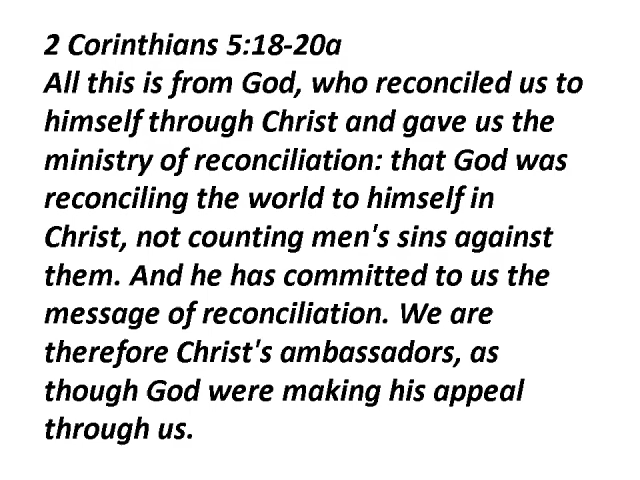 2 Corinthians 5:18-20a
All this is from God, who reconciled us to
himself through Christ and gave us the
ministry of reconciliation: that God was
reconciling the world to himself in
Christ, not counting men's sins against
them. And he has committed to us the
message of reconciliation. We are
therefore Christ's ambassadors, as
though God were making his appeal
through us.